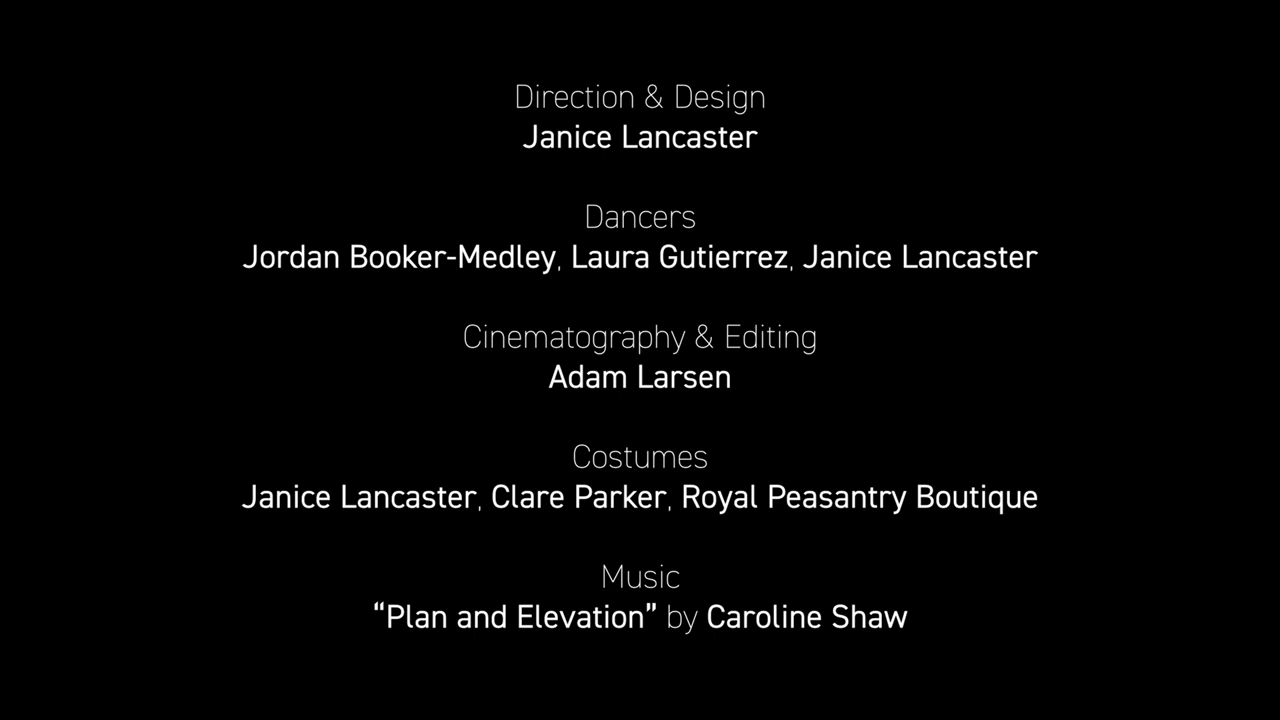 Direction & Design
Janice Lancaster
Dancers
Jordan Booker-Medley, Laura Gutierrez, Janice Lancaster
Cinematography & Editing
Adam Larsen
Costumes
Janice Lancaster, Clare Parker, Royal Peasantry Boutique
Music
“Plan and Elevation” by Caroline Shaw